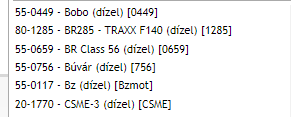 55-0449 - Bobo (dízel) [0449]
80-1285 - BR285 - TRAXX F140 (dízel) [1285]
55-0659 - BR Class 56 (dízel) [0659]
55-0756 - Búvár (dízel) [756]
55-0117 - Bz (dízel) [Bzmot]
20-1770 - CSME-3 (dízel) [CSME]